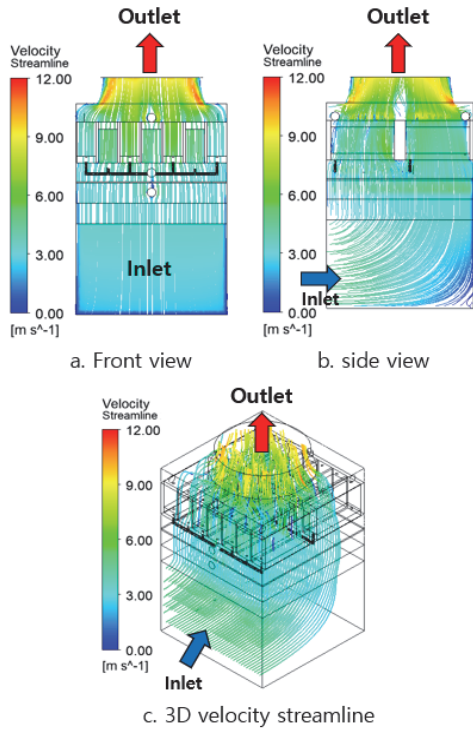 Outlet
Velocity
Streamline
12.00
9.00
6.00
3.00
0.00
[m s^-1]
Inlet
a. Front view
Outlet
Velocity
Streamline
12.00
9.00
6.00
3.00
0.00
[m s^-1]
Inlet
b. side view
Outlet
Velocity
Streamline
12.00
9.00
6.00
3.00
0.00
[m s^-1]
Inlet
c. 3D velocity streamline